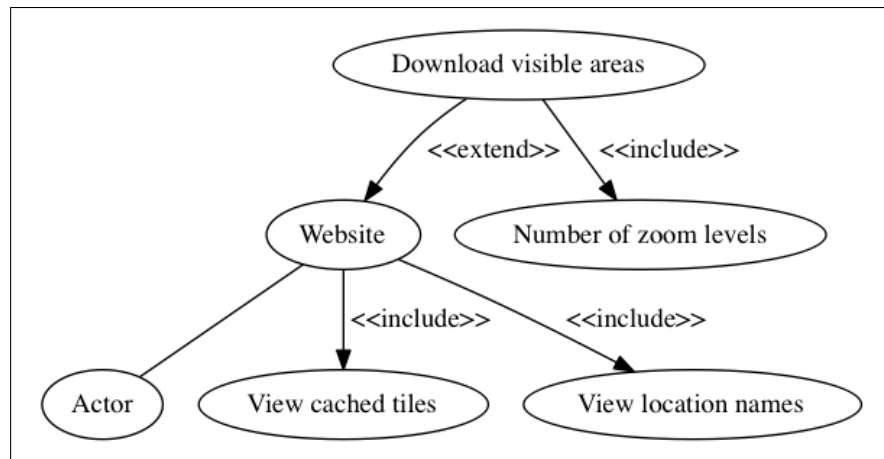 Download visible areas
<<extend>>
<<include>>
Website
Number of zoom levels
<<include>>
<<include>>
Actor
View cached tiles
View location names